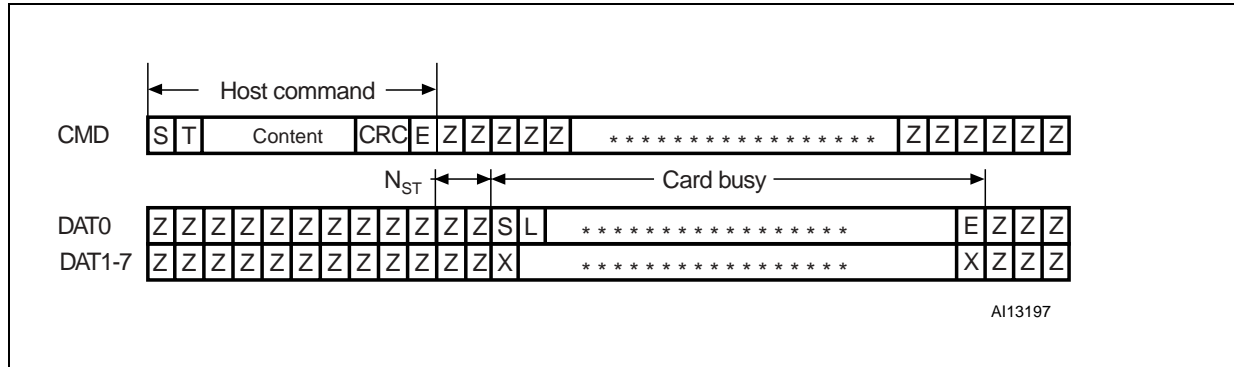 Host command
CMD S T Content CRC E Z Z Z Z Z * * * * * * * * * * * * * * * * * Z Z Z Z Z Z
NST Card busy
DAT0 Z Z Z Z Z Z Z Z Z Z Z Z Z S L * * * * * * * * * * * * * * * * * E Z Z Z
DAT1-7 Z Z Z Z Z Z Z Z Z Z Z Z Z X * * * * * * * * * * * * * * * * * X Z Z Z
AI13197